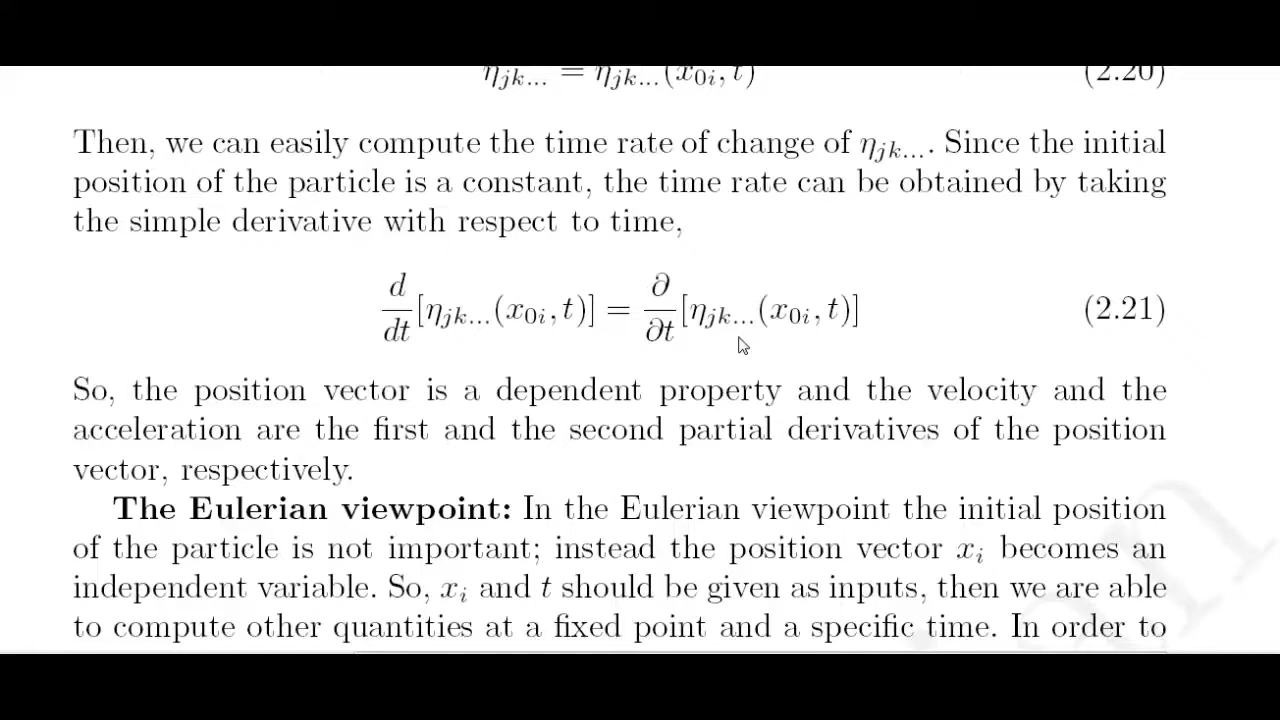 η_{jk...} = η_{jk...}(x_{0i}, t) (2.20)
Then, we can easily compute the time rate of change of η_{jk...}. Since the initial
position of the particle is a constant, the time rate can be obtained by taking
the simple derivative with respect to time,
d/dt [η_{jk...}(x_{0i}, t)] = ∂/∂t [η_{jk...}(x_{0i}, t)] (2.21)
So, the position vector is a dependent property and the velocity and the
acceleration are the first and the second partial derivatives of the position
vector, respectively.
The Eulerian viewpoint: In the Eulerian viewpoint the initial position
of the particle is not important; instead the position vector x_i becomes an
independent variable. So, x_i and t should be given as inputs, then we are able
to compute other quantities at a fixed point and a specific time. In order to